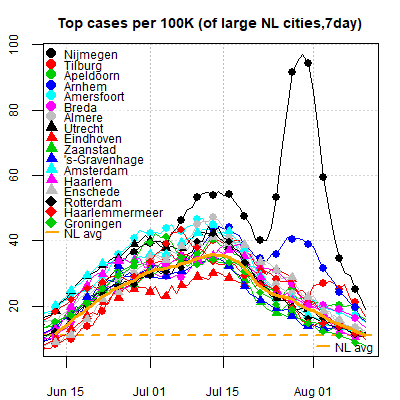 Top cases per 100K (of large NL cities,7day)
100
80
60
40
20
Nijmegen
Tilburg
Apeldoorn
Arnhem
Amersfoort
Breda
Almere
Utrecht
Eindhoven
Zaanstad
's-Gravenhage
Amsterdam
Haarlem
Enschede
Rotterdam
Haarlemmermeer
Groningen
NL avg
NL avg
Jun 15
Jul 01
Jul 15
Aug 01